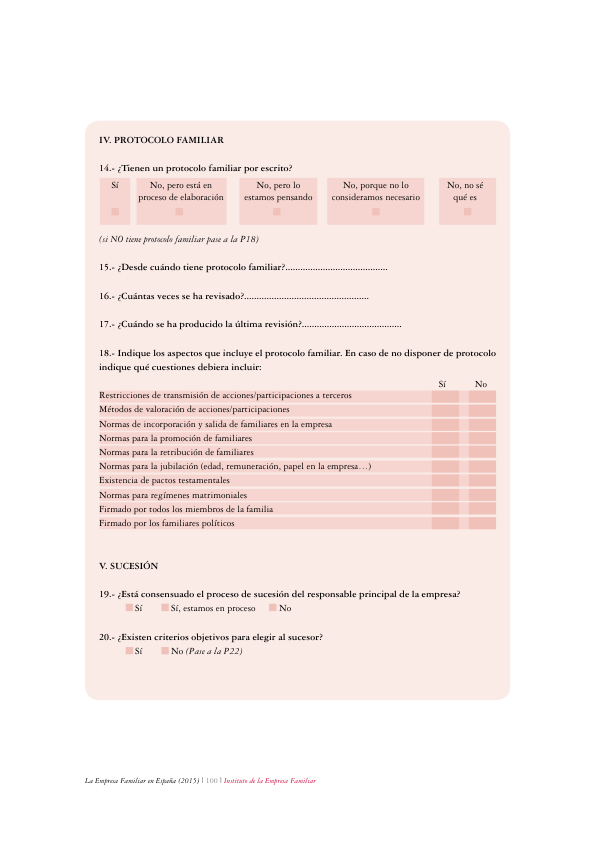 IV. PROTOCOLO FAMILIAR
14.- ¿Tienen un protocolo familiar por escrito?
Sí
No, pero está en
proceso de elaboración
No, pero lo
estamos pensando
No, porque no lo
consideramos necesario
No, no sé
qué es
(si NO tiene protocolo familiar pase a la P18)
15.- ¿Desde cuándo tiene protocolo familiar?.........................................
16.- ¿Cuántas veces se ha revisado?..................................................
17.- ¿Cuándo se ha producido la última revisión?........................................
18.- Indique los aspectos que incluye el protocolo familiar. En caso de no disponer de protocolo
indique qué cuestiones debiera incluir:
Sí No
Restricciones de transmisión de acciones/participaciones a terceros
Métodos de valoración de acciones/participaciones
Normas de incorporación y salida de familiares en la empresa
Normas para la promoción de familiares
Normas para la retribución de familiares
Normas para la jubilación (edad, remuneración, papel en la empresa…)
Existencia de pactos testamentales
Normas para regímenes matrimoniales
Firmado por todos los miembros de la familia
Firmado por los familiares políticos
V. SUCESIÓN
19.- ¿Está consensuado el proceso de sucesión del responsable principal de la empresa?
Sí Sí, estamos en proceso No
20.- ¿Existen criterios objetivos para elegir al sucesor?
Sí No (Pase a la P22)
La Empresa Familiar en España (2015) | 100 | Instituto de la Empresa Familiar